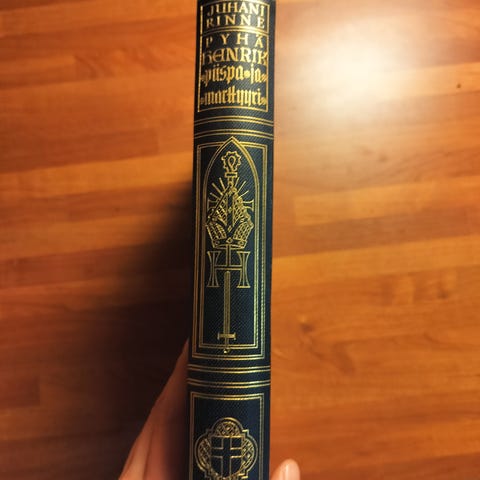 JUHANI
RINNE
PYHÄ
HENRIK
piispa ja
marttyyri
H